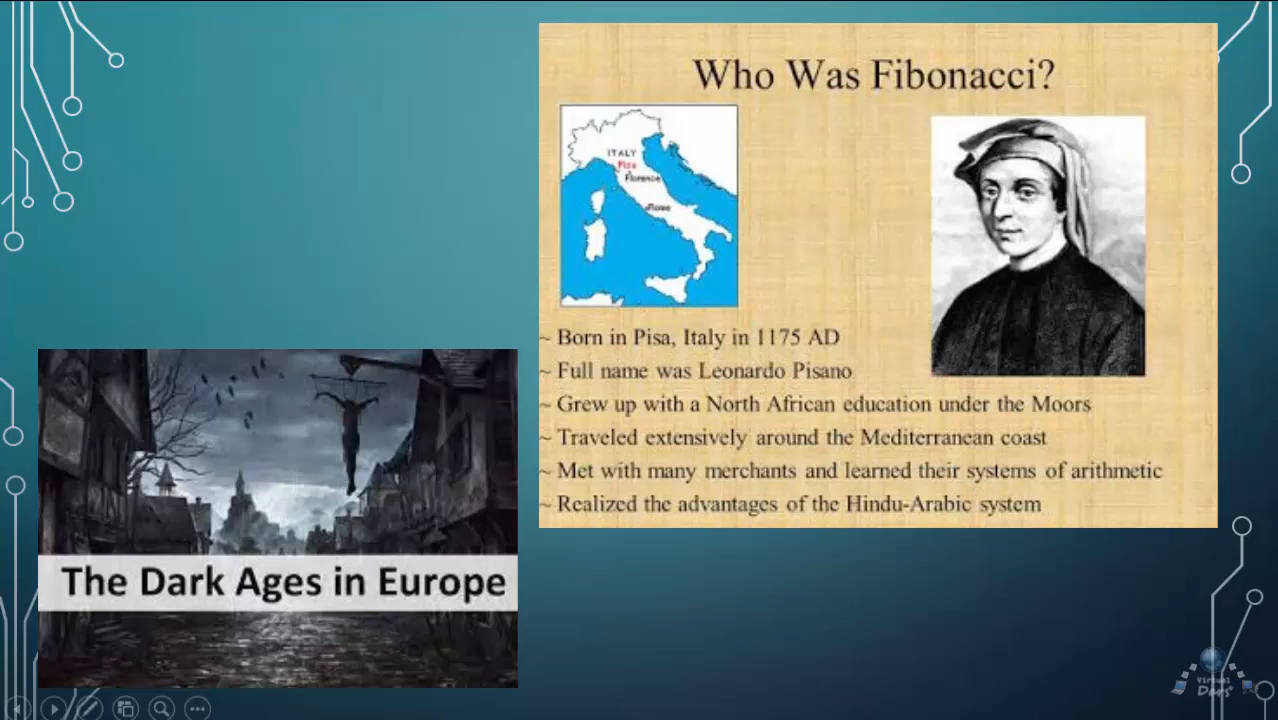 Who Was Fibonacci?
ITALY
Pisa
Florence
Rome
~ Born in Pisa, Italy in 1175 AD
~ Full name was Leonardo Pisano
~ Grew up with a North African education under the Moors
~ Traveled extensively around the Mediterranean coast
~ Met with many merchants and learned their systems of arithmetic
~ Realized the advantages of the Hindu-Arabic system
The Dark Ages in Europe
Virtual
Dars